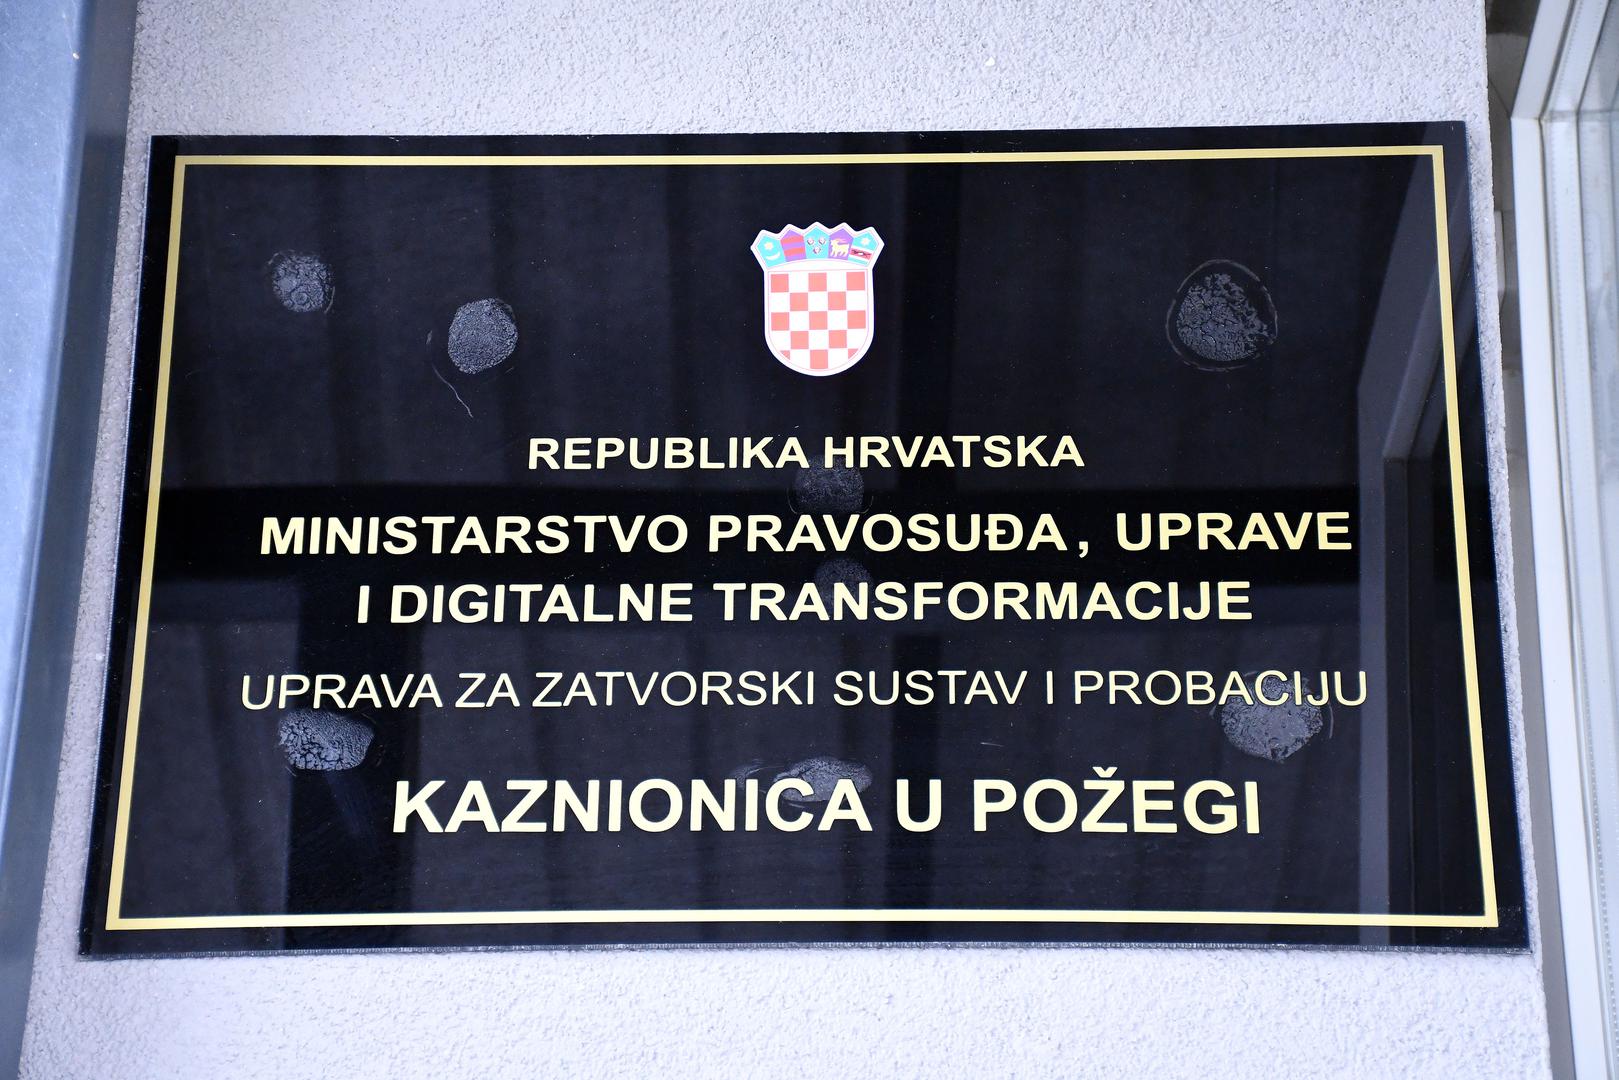 REPUBLIKA HRVATSKA
MINISTARSTVO PRAVOSUĐA, UPRAVE
I DIGITALNE TRANSFORMACIJE
UPRAVA ZA ZATVORSKI SUSTAV I PROBACIJU
KAZNIONICA U POŽEGI